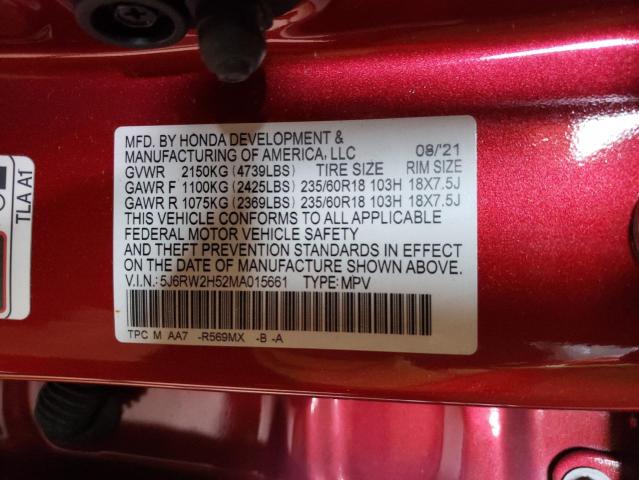 MFD. BY HONDA DEVELOPMENT &
MANUFACTURING OF AMERICA, LLC 08/'21
GVWR 2150KG (4739LBS) TIRE SIZE RIM SIZE
GAWR F 1100KG (2425LBS) 235/60R18 103H 18X7.5J
GAWR R 1075KG (2369LBS) 235/60R18 103H 18X7.5J
THIS VEHICLE CONFORMS TO ALL APPLICABLE
FEDERAL MOTOR VEHICLE SAFETY
AND THEFT PREVENTION STANDARDS IN EFFECT
ON THE DATE OF MANUFACTURE SHOWN ABOVE.
V.I.N.: 5J6RW2H52MA015661 TYPE: MPV
TPC M AA7 -R569MX -B -A
TLA A1